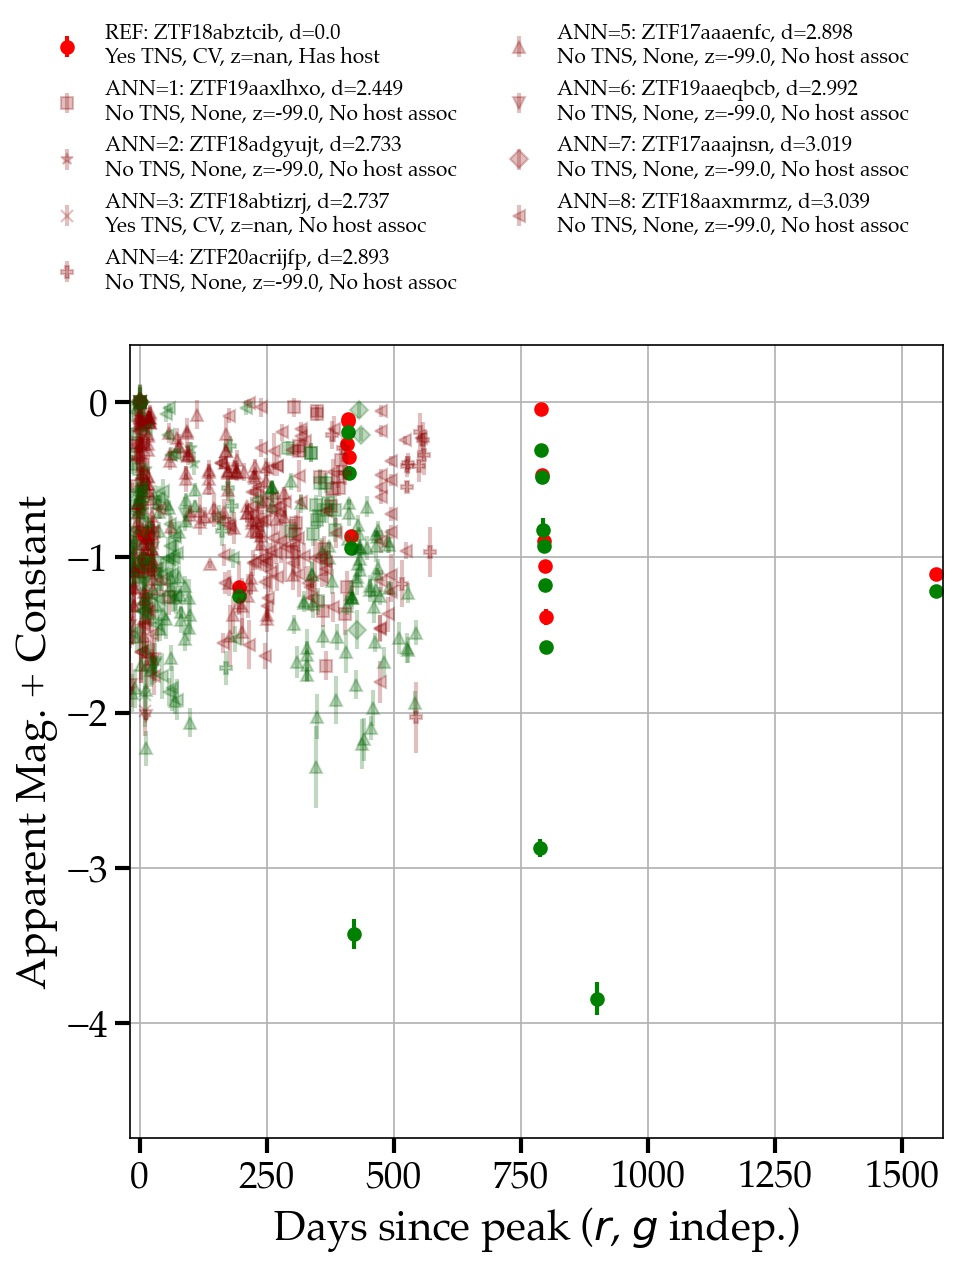 REF: ZTF18abztcib, d=0.0
Yes TNS, CV, z=nan, Has host
ANN=1: ZTF19aaxlhxo, d=2.449
No TNS, None, z=-99.0, No host assoc
ANN=2: ZTF18adgyujt, d=2.733
No TNS, None, z=-99.0, No host assoc
ANN=3: ZTF18abtizrj, d=2.737
Yes TNS, CV, z=nan, No host assoc
ANN=4: ZTF20acrijfp, d=2.893
No TNS, None, z=-99.0, No host assoc
ANN=5: ZTF17aaaenfc, d=2.898
No TNS, None, z=-99.0, No host assoc
ANN=6: ZTF19aaeqbcb, d=2.992
No TNS, None, z=-99.0, No host assoc
ANN=7: ZTF17aaajnsn, d=3.019
No TNS, None, z=-99.0, No host assoc
ANN=8: ZTF18aaxmrmz, d=3.039
No TNS, None, z=-99.0, No host assoc
Apparent Mag. + Constant
0
−1
−2
−3
−4
0 250 500 750 1000 1250 1500
Days since peak (r, g indep.)